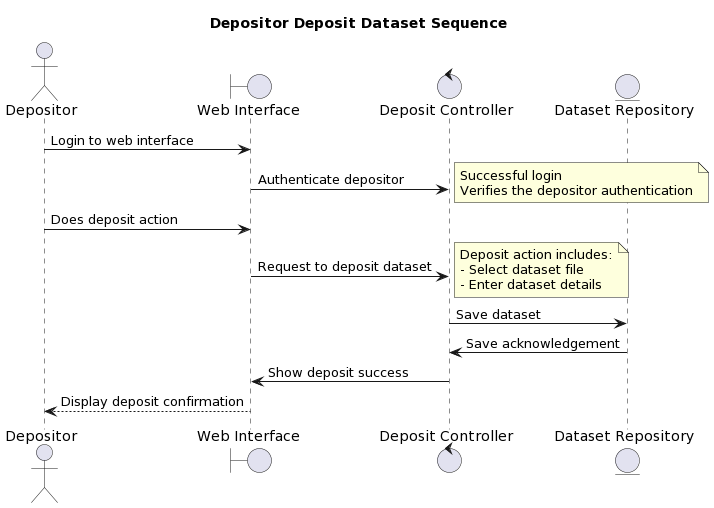 Depositor Deposit Dataset Sequence
Depositor
Web Interface
Deposit Controller
Dataset Repository
Login to web interface
Authenticate depositor
Successful login
Verifies the depositor authentication
Does deposit action
Request to deposit dataset
Deposit action includes:
- Select dataset file
- Enter dataset details
Save dataset
Save acknowledgement
Show deposit success
Display deposit confirmation
Depositor
Web Interface
Deposit Controller
Dataset Repository